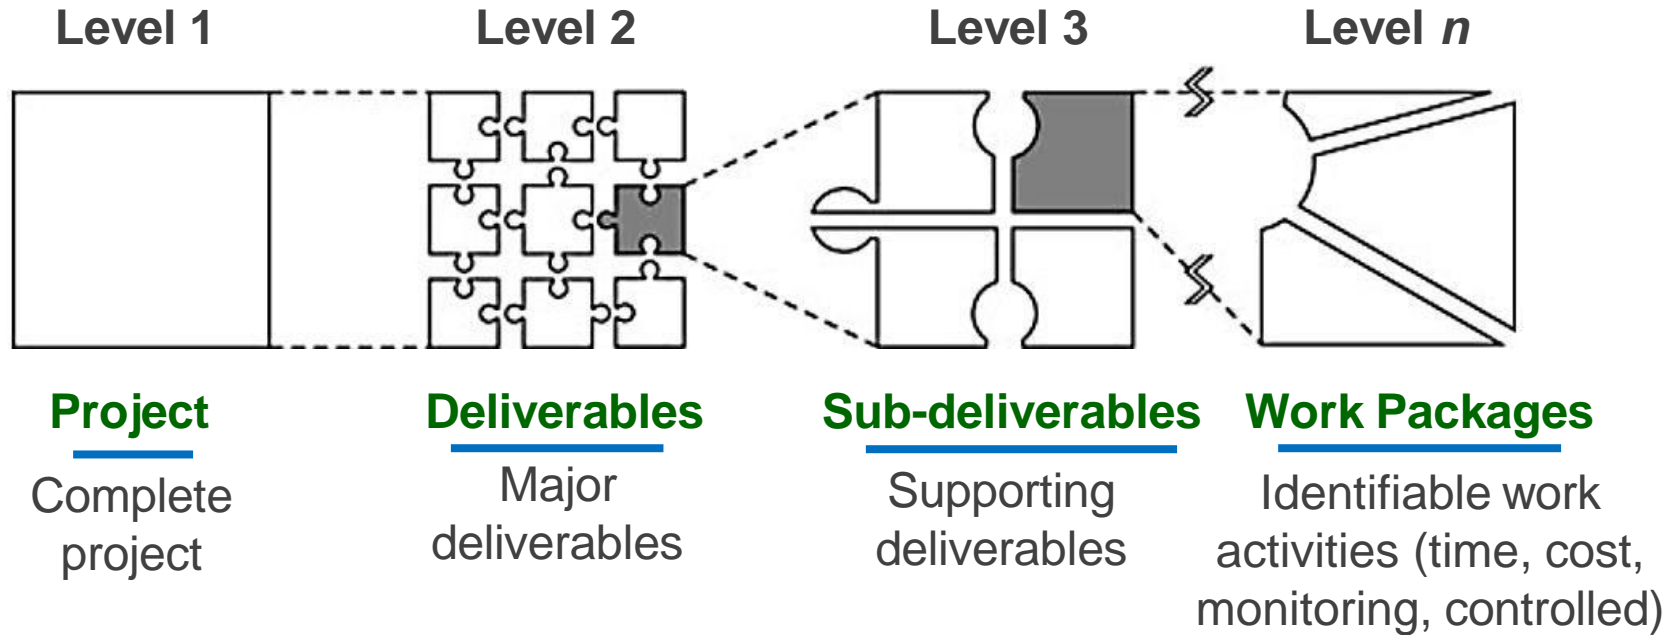 Level 1
Level 2
Level 3
Level n
Project
Deliverables
Sub-deliverables
Work Packages
Complete
project
Major
deliverables
Supporting
deliverables
Identifiable work
activities (time, cost,
monitoring, controlled)